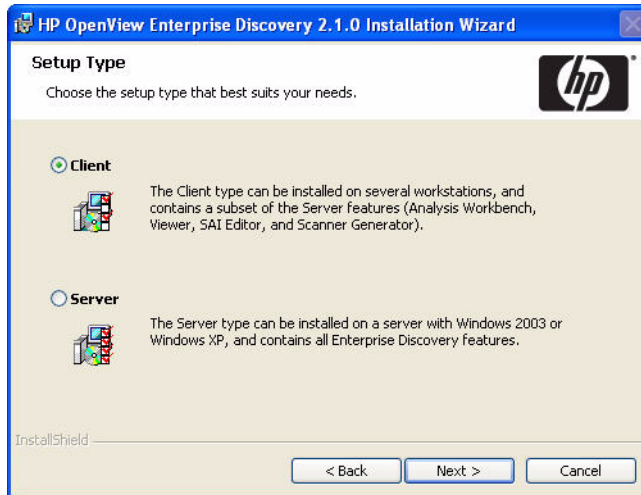 HP OpenView Enterprise Discovery 2.1.0 Installation Wizard
Setup Type
Choose the setup type that best suits your needs.
hp
Client
The Client type can be installed on several workstations, and
contains a subset of the Server features (Analysis Workbench,
Viewer, SAI Editor, and Scanner Generator).
Server
The Server type can be installed on a server with Windows 2003 or
Windows XP, and contains all Enterprise Discovery features.
InstallShield
< Back
Next >
Cancel